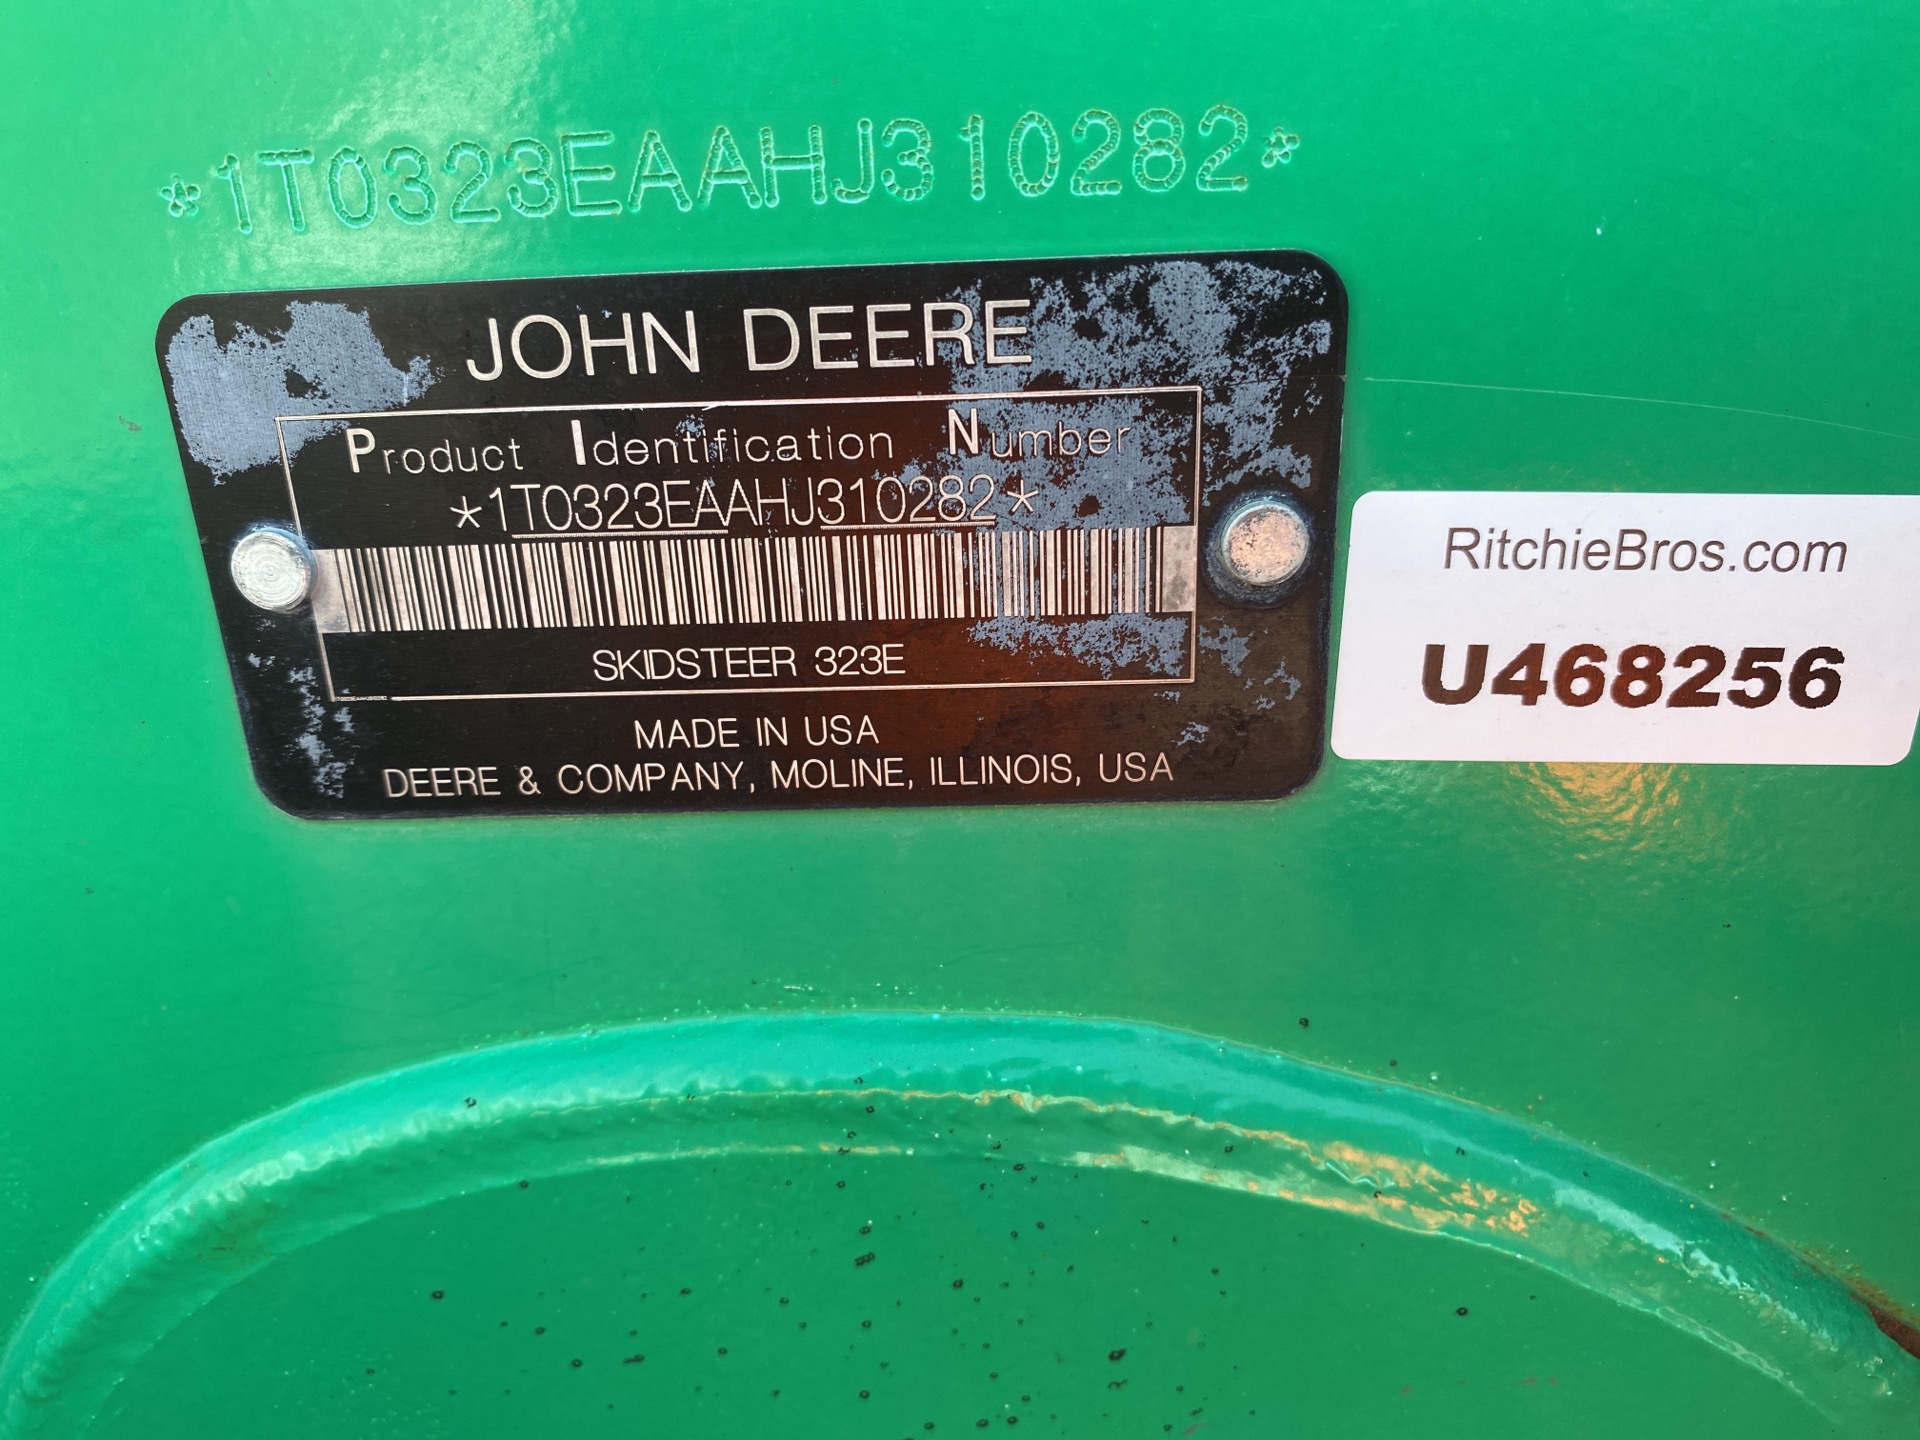 *1T0323EAAHJ310282*
JOHN DEERE
Product Identification Number
*1T0323EAAHJ310282*
SKIDSTEER 323E
MADE IN USA
DEERE & COMPANY, MOLINE, ILLINOIS, USA
RitchieBros.com
U468256